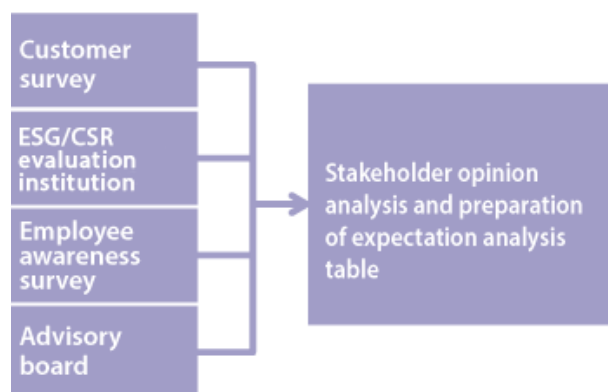 Customer
survey
ESG/CSR
evaluation
institution
Employee
awareness
survey
Advisory
board
Stakeholder opinion
analysis and preparation
of expectation analysis
table